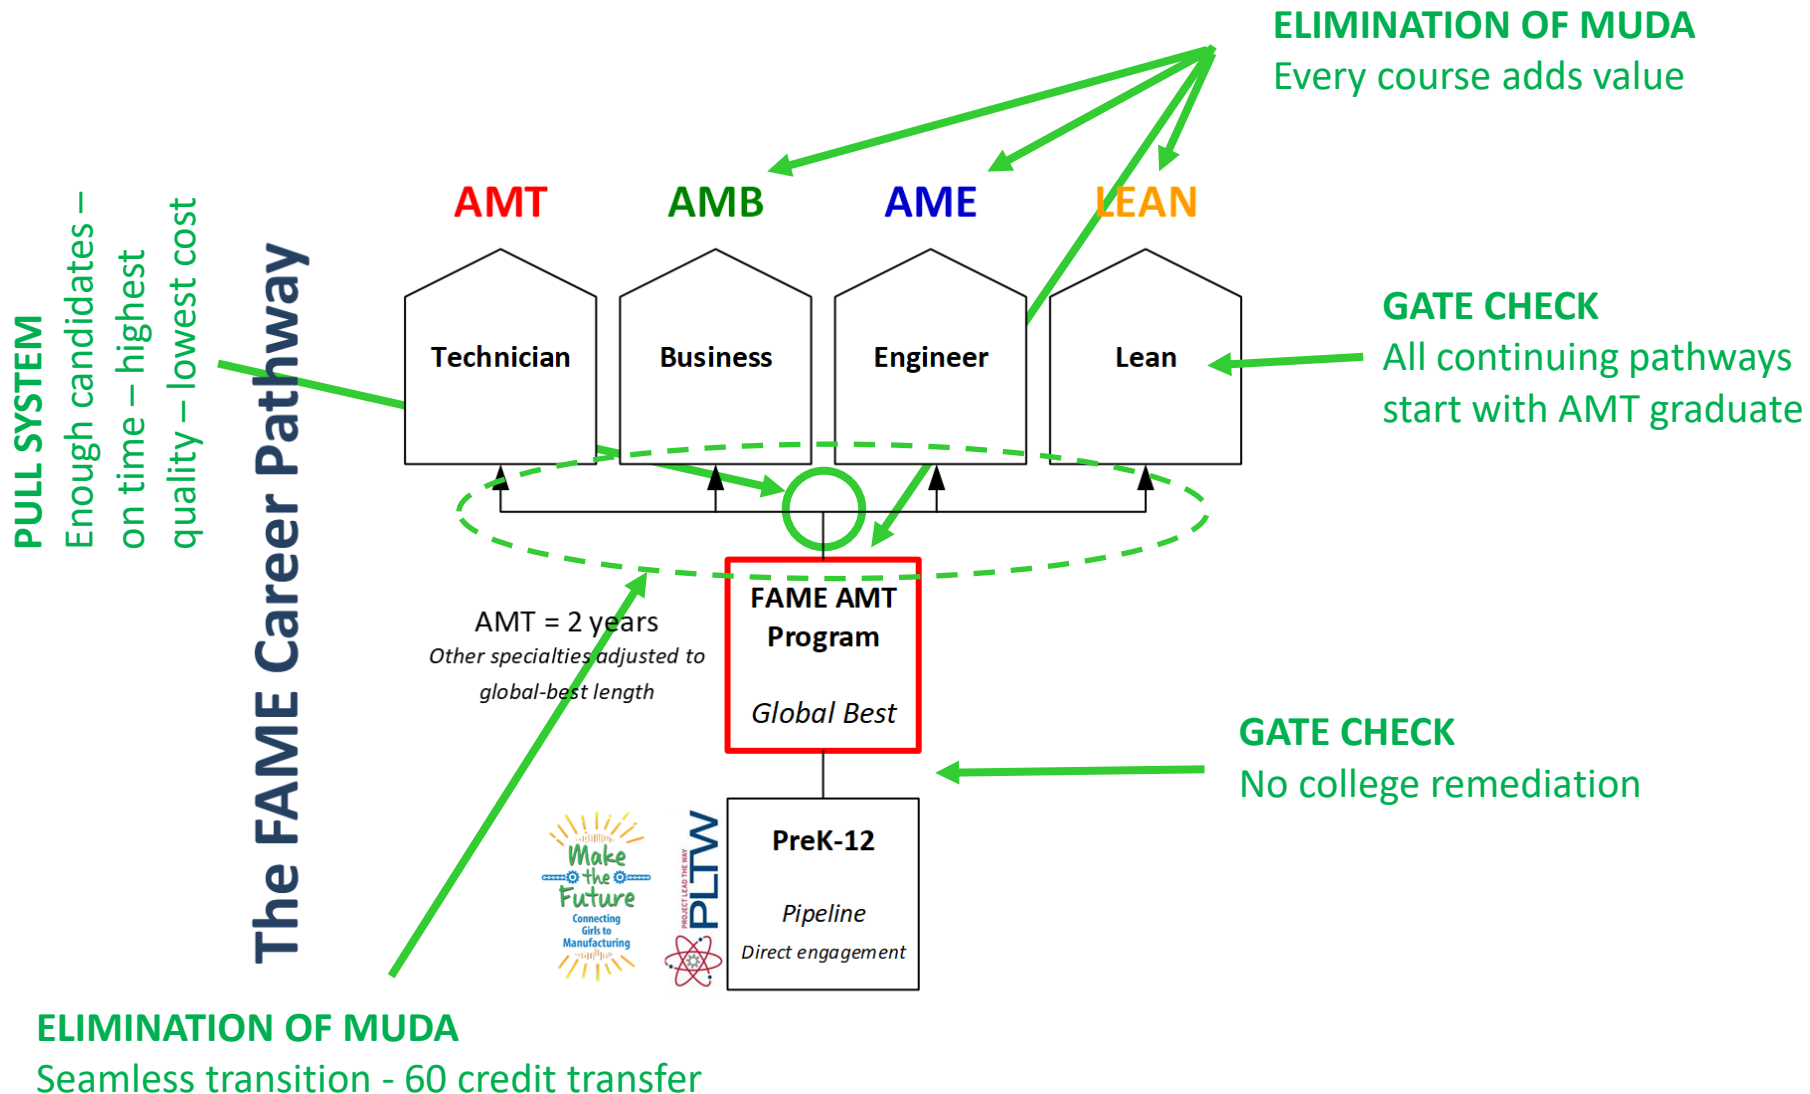 ELIMINATION OF MUDA
Every course adds value
PULL SYSTEM
Enough candidates –
on time – highest
quality – lowest cost
The FAME Career Pathway
AMT
AMB
AME
LEAN
Technician
Business
Engineer
Lean
GATE CHECK
All continuing pathways
start with AMT graduate
AMT = 2 years
Other specialties adjusted to
global-best length
FAME AMT
Program
Global Best
GATE CHECK
No college remediation
Make
the
Future
Connecting
Girls to
Manufacturing
PROJECT LEAD THE WAY
PLTW
PreK-12
Pipeline
Direct engagement
ELIMINATION OF MUDA
Seamless transition - 60 credit transfer